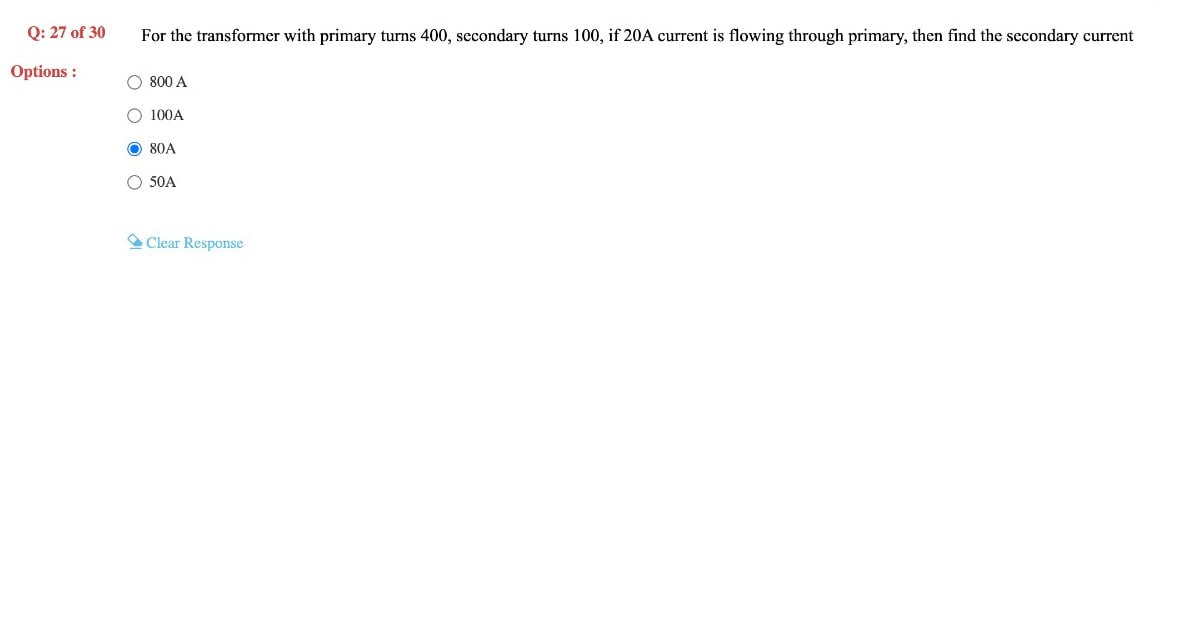 Q: 27 of 30 For the transformer with primary turns 400, secondary turns 100, if 20A current is flowing through primary, then find the secondary current
Options :
800 A
100A
80A
50A
Clear Response